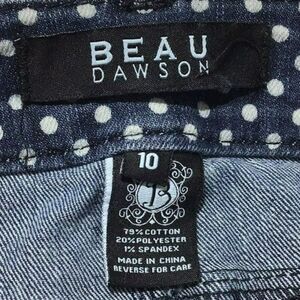 BEAU
DAWSON
10
B
79% COTTON
20% POLYESTER
1% SPANDEX
MADE IN CHINA
REVERSE FOR CARE